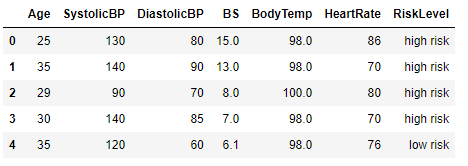 Age SystolicBP DiastolicBP BS BodyTemp HeartRate RiskLevel
0 25 130 80 15.0 98.0 86 high risk
1 35 140 90 13.0 98.0 70 high risk
2 29 90 70 8.0 100.0 80 high risk
3 30 140 85 7.0 98.0 70 high risk
4 35 120 60 6.1 98.0 76 low risk